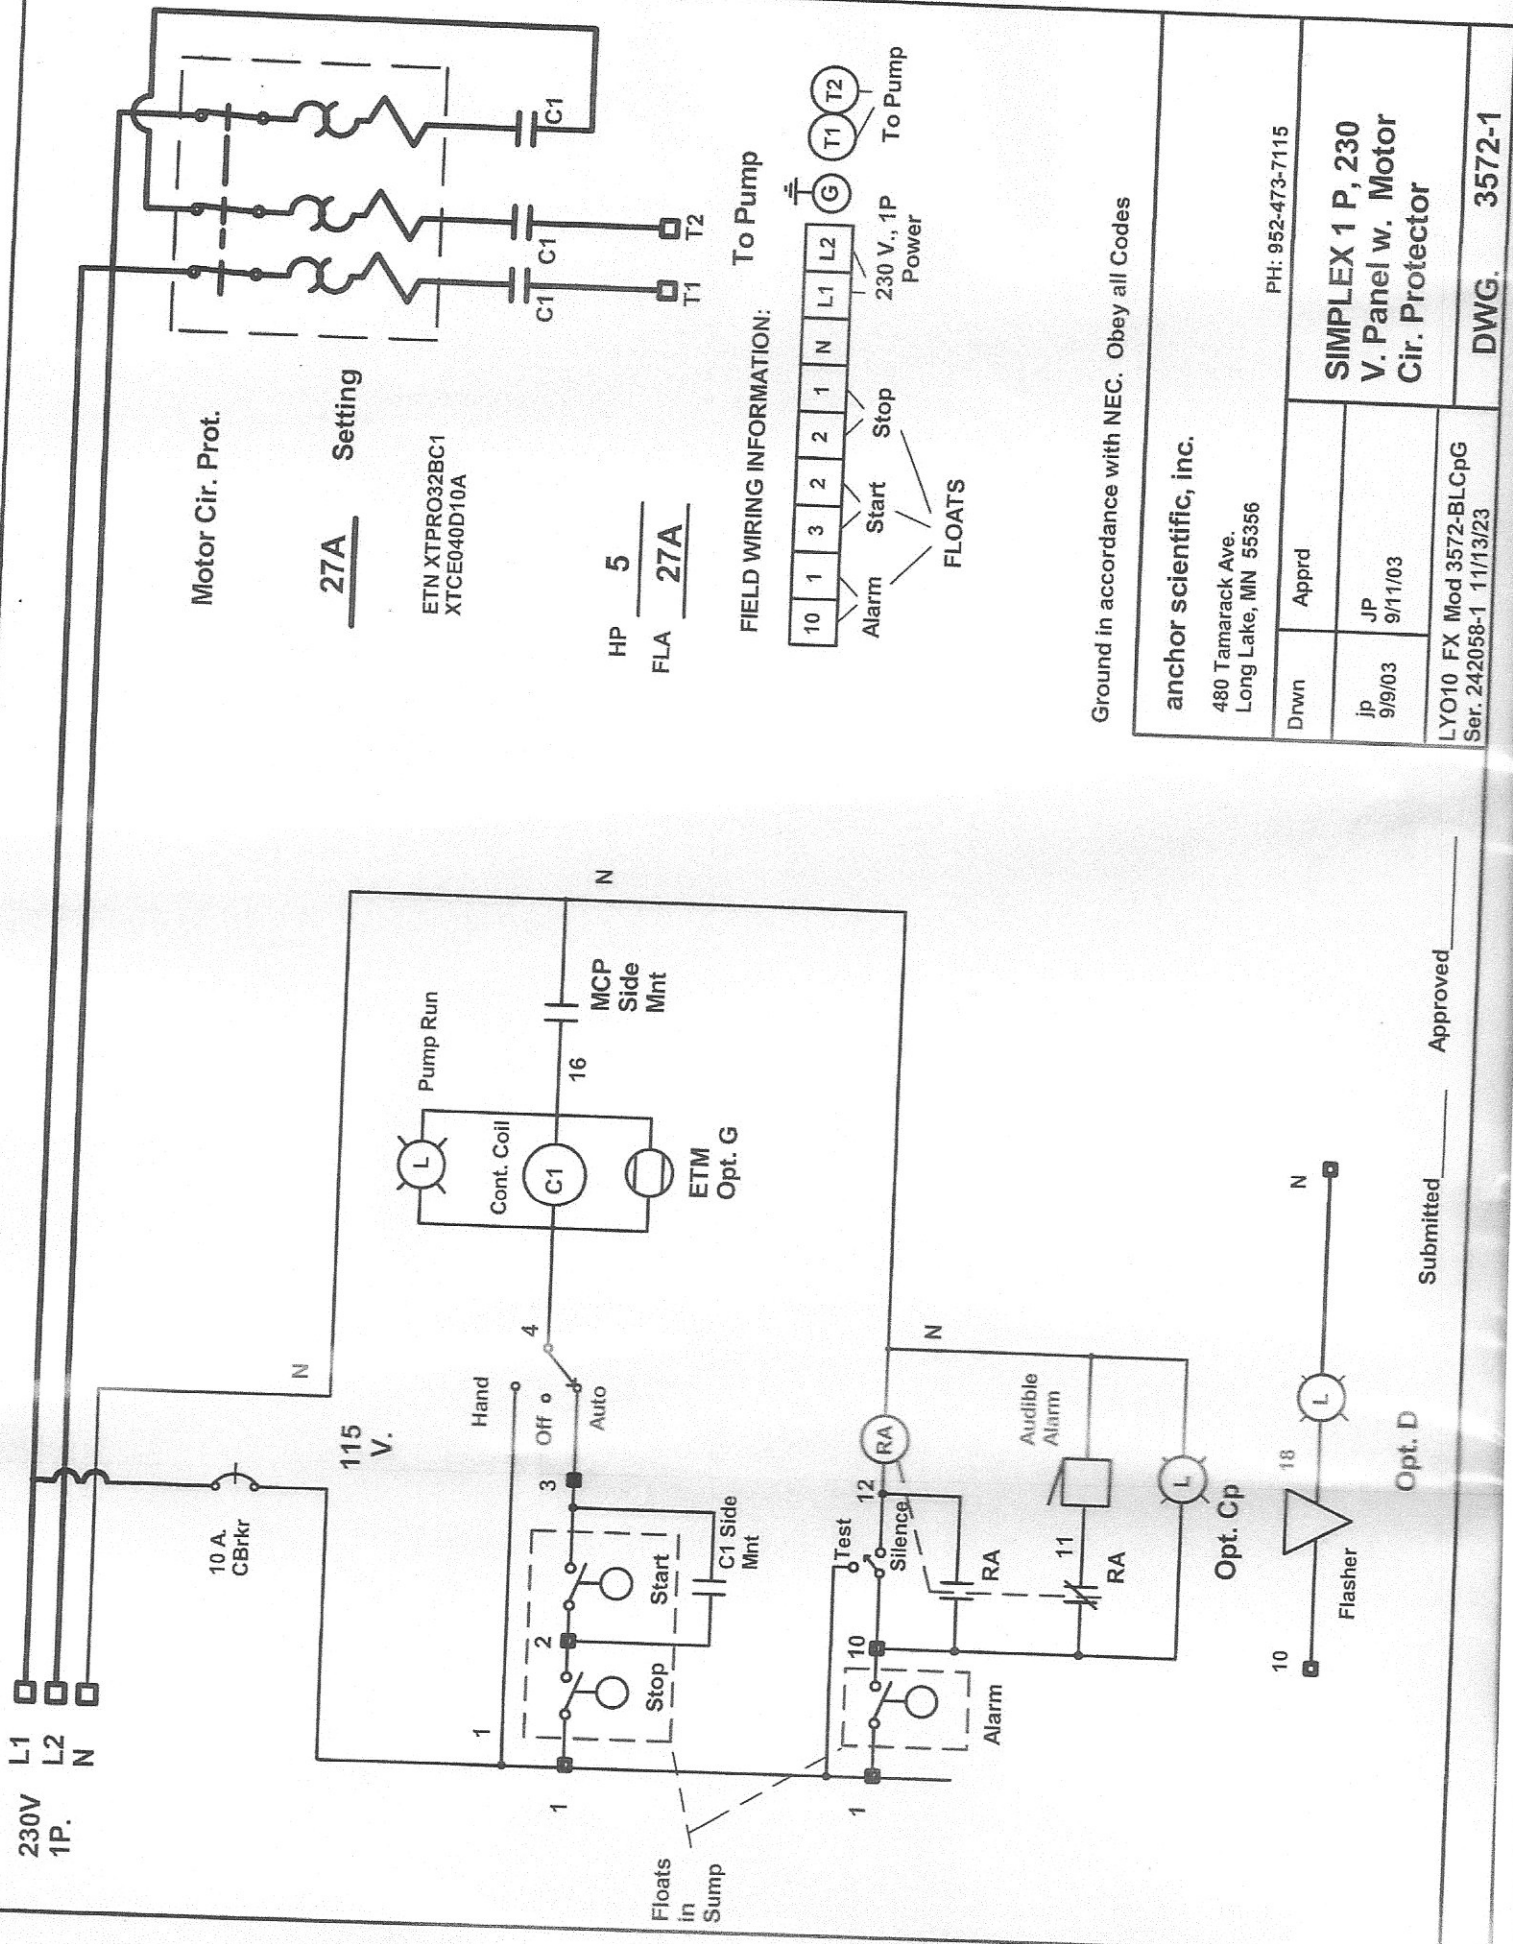 230V
1P.
L1
L2
N
10 A.
CBrkr
115
V.
N
1
Hand
Off
Auto
4
3
2
1
Stop
Start
C1 Side
Mnt
Floats
in
Sump
Pump Run
L
Cont. Coil
C1
ETM
Opt. G
16
MCP
Side
Mnt
N
1
Alarm
10
Test
Silence
12
RA
RA
N
11
RA
Audible
Alarm
L
Opt. Cp
10
Flasher
18
L
N
Opt. D
Submitted
Approved
Motor Cir. Prot.
27A
Setting
ETN XTPRO32BC1
XTCE040D10A
HP 5
FLA 27A
C1
C1
C1
T1
T2
To Pump
FIELD WIRING INFORMATION:
10 1 3 2 2 1 N L1 L2
G
T1
T2
Alarm
Start
Stop
FLOATS
230 V., 1P
Power
To Pump
Ground in accordance with NEC. Obey all Codes
anchor scientific, inc.
480 Tamarack Ave.
Long Lake, MN 55356
PH: 952-473-7115
Drwn
Apprd
jp
9/9/03
JP
9/11/03
SIMPLEX 1 P, 230
V. Panel w. Motor
Cir. Protector
LYO10 FX Mod 3572-BLCpG
Ser. 242058-1 11/13/23
DWG. 3572-1